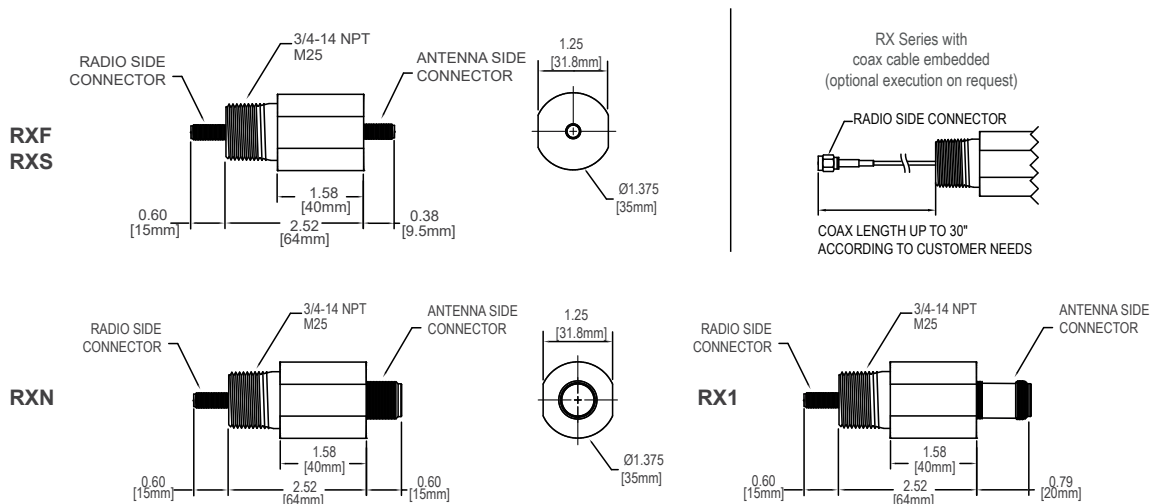 3/4-14 NPT
M25
RADIO SIDE
CONNECTOR
ANTENNA SIDE
CONNECTOR
1.25
[31.8mm]
RXF
RXS
1.58
[40mm]
0.60
[15mm]
2.52
[64mm]
0.38
[9.5mm]
Ø1.375
[35mm]
RX Series with
coax cable embedded
(optional execution on request)
RADIO SIDE CONNECTOR
COAX LENGTH UP TO 30"
ACCORDING TO CUSTOMER NEEDS
3/4-14 NPT
M25
RADIO SIDE
CONNECTOR
ANTENNA SIDE
CONNECTOR
1.25
[31.8mm]
RXN
1.58
[40mm]
0.60
[15mm]
2.52
[64mm]
0.60
[15mm]
Ø1.375
[35mm]
3/4-14 NPT
M25
RADIO SIDE
CONNECTOR
ANTENNA SIDE
CONNECTOR
RX1
1.58
[40mm]
0.60
[15mm]
2.52
[64mm]
0.79
[20mm]